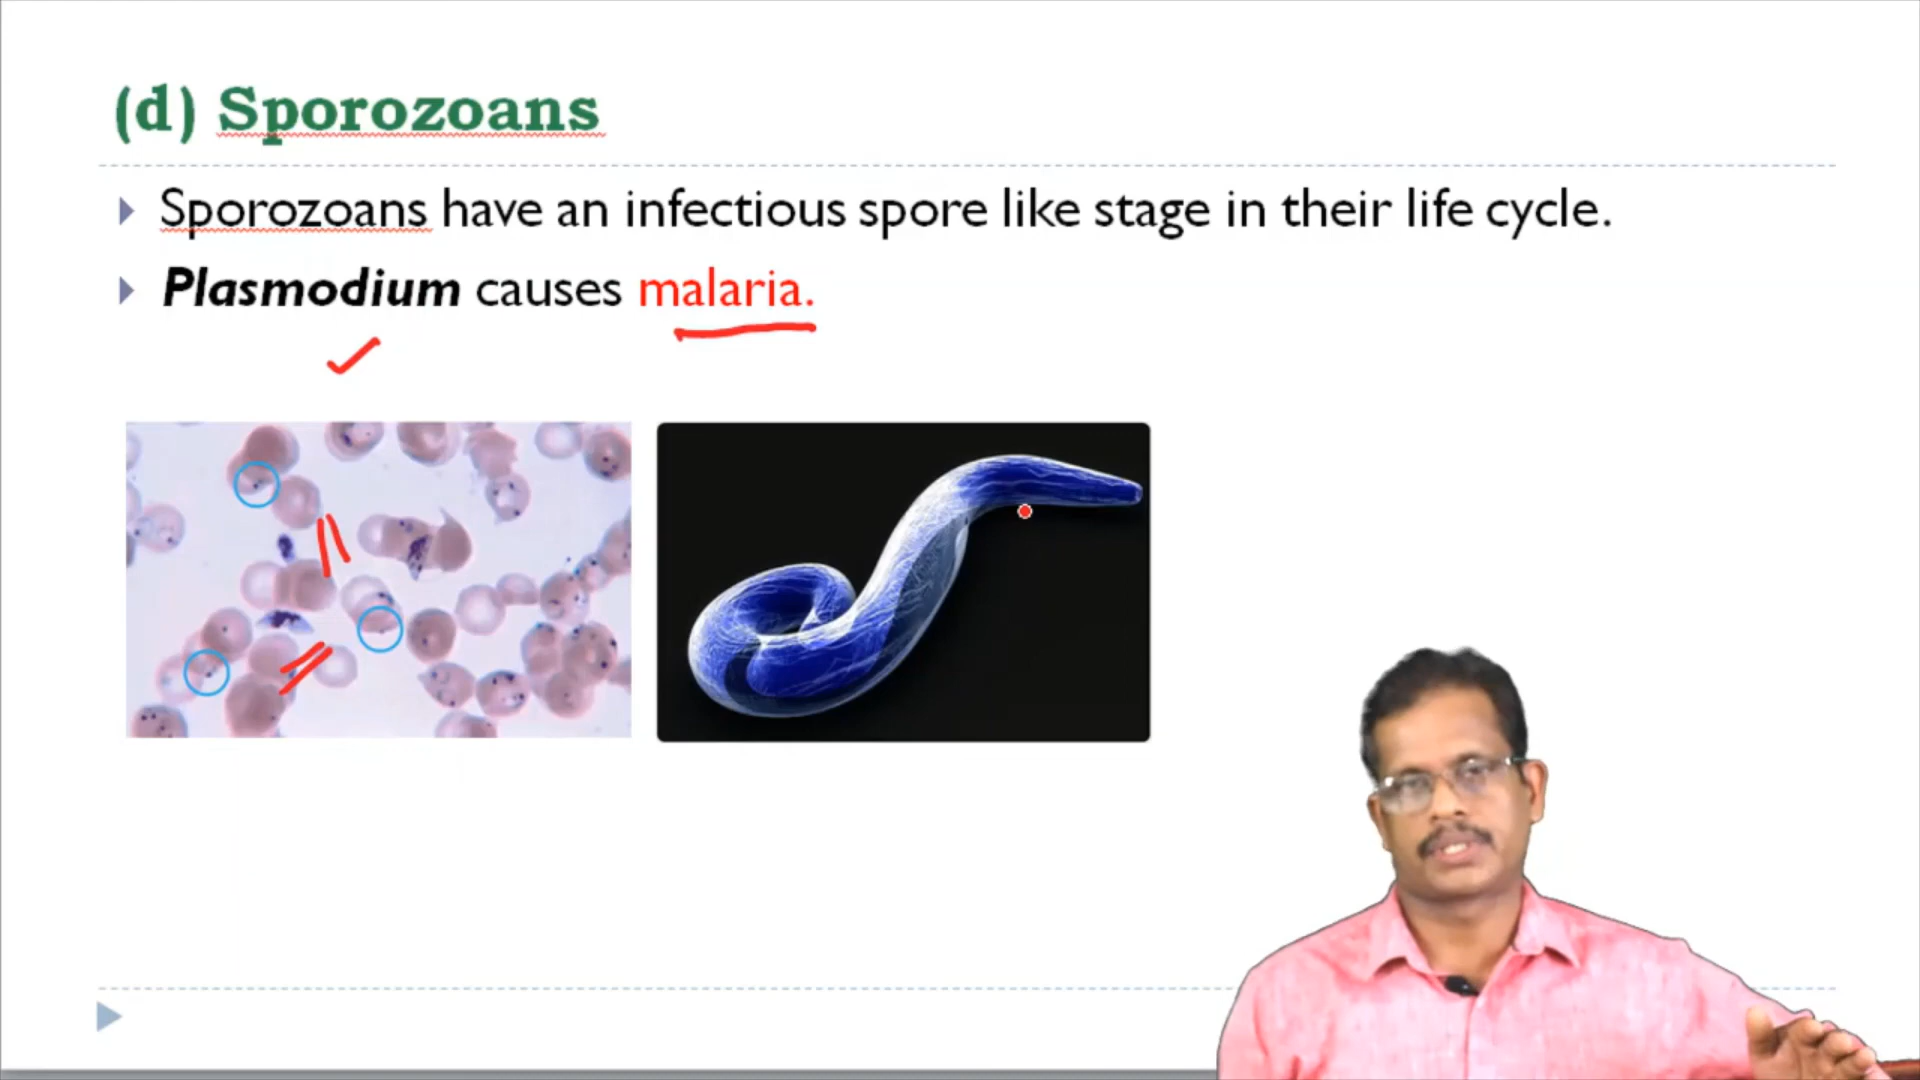 (d) Sporozoans
Sporozoans have an infectious spore like stage in their life cycle.
Plasmodium causes malaria.